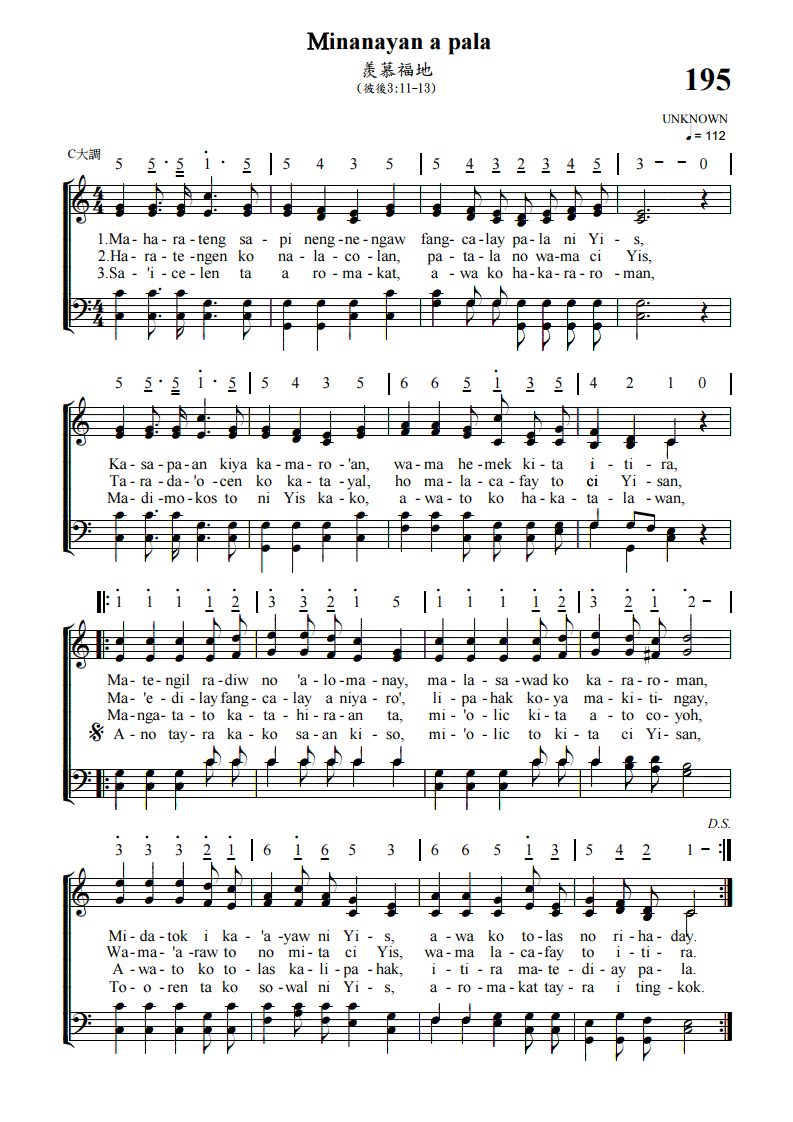 Minanayan a pala
羨慕福地
(彼後3:11-13)
195
UNKNOWN
♩= 112
C大調
5 5· 5 1· 5 | 5 4 3 5 | 5 4 3 2 3 4 5 | 3 - - 0 |
1.Ma-ha-ra-teng sa - pi neng-ne-ngaw fang-ca-lay pa-la ni Yi-s,
2.Ha-ra-te-ngen ko na-la-co-lan, pa-ta-la no wa-ma ci Yis,
3.Sa-'i-ce-len ta a ro-ma-kat, a-wa ko ha-ka-ra-ro-man,
5 5· 5 1· 5 | 5 4 3 5 | 6 6 5 1 3 5 | 4 2 1 0 |
Ka-sa-pa-an kiya ka-ma-ro-'an, wa-ma he-mek ki-ta i-ti-ra,
Ta-ra-da-'o-cen ko ka-ta-yal, ho ma-la-ca-fay to ci Yi-san,
Ma-di-mo-kos to ni Yis ka-ko, a-wa-to ko ha-ka-ta-la-wan,
1 1 1 1 2 | 3 3 2 1 5 | 1 1 1 1 2 | 3 2 1 2 - |
Ma-te-ngil ra-diw no 'a-lo-ma-nay, ma-la-sa-wad ko ka-ra-ro-man,
Ma-'e-di-lay fang-ca-lay a niya-ro', li-pa-hak ko-ya ma-ki-ti-ngay,
Ma-nga-ta-to ka-ta-hi-ra-an ta, mi-'o-lic ki-ta a-to co-yoh,
A-no tay-ra ka-ko sa-an ki-so, mi-'o-lic to ki-ta ci Yi-san,
D.S.
3 3 3 2 1 | 6 1 6 5 3 | 6 6 5 1 3 | 5 4 2 1 - :|
Mi-da-tok i ka-'a-yaw ni Yi-s, a-wa ko to-las no ri-ha-day.
Wa-ma-'a-raw to no mi-ta ci Yis, wa-ma la-ca-fay to i-ti-ra.
A-wa-to ko to-las ka-li-pa-hak, i-ti-ra ma-te-di-ay pa-la.
To-o-ren ta ko so-wal ni Yi-s, a-ro-ma-kat tay-ra i ting-kok.